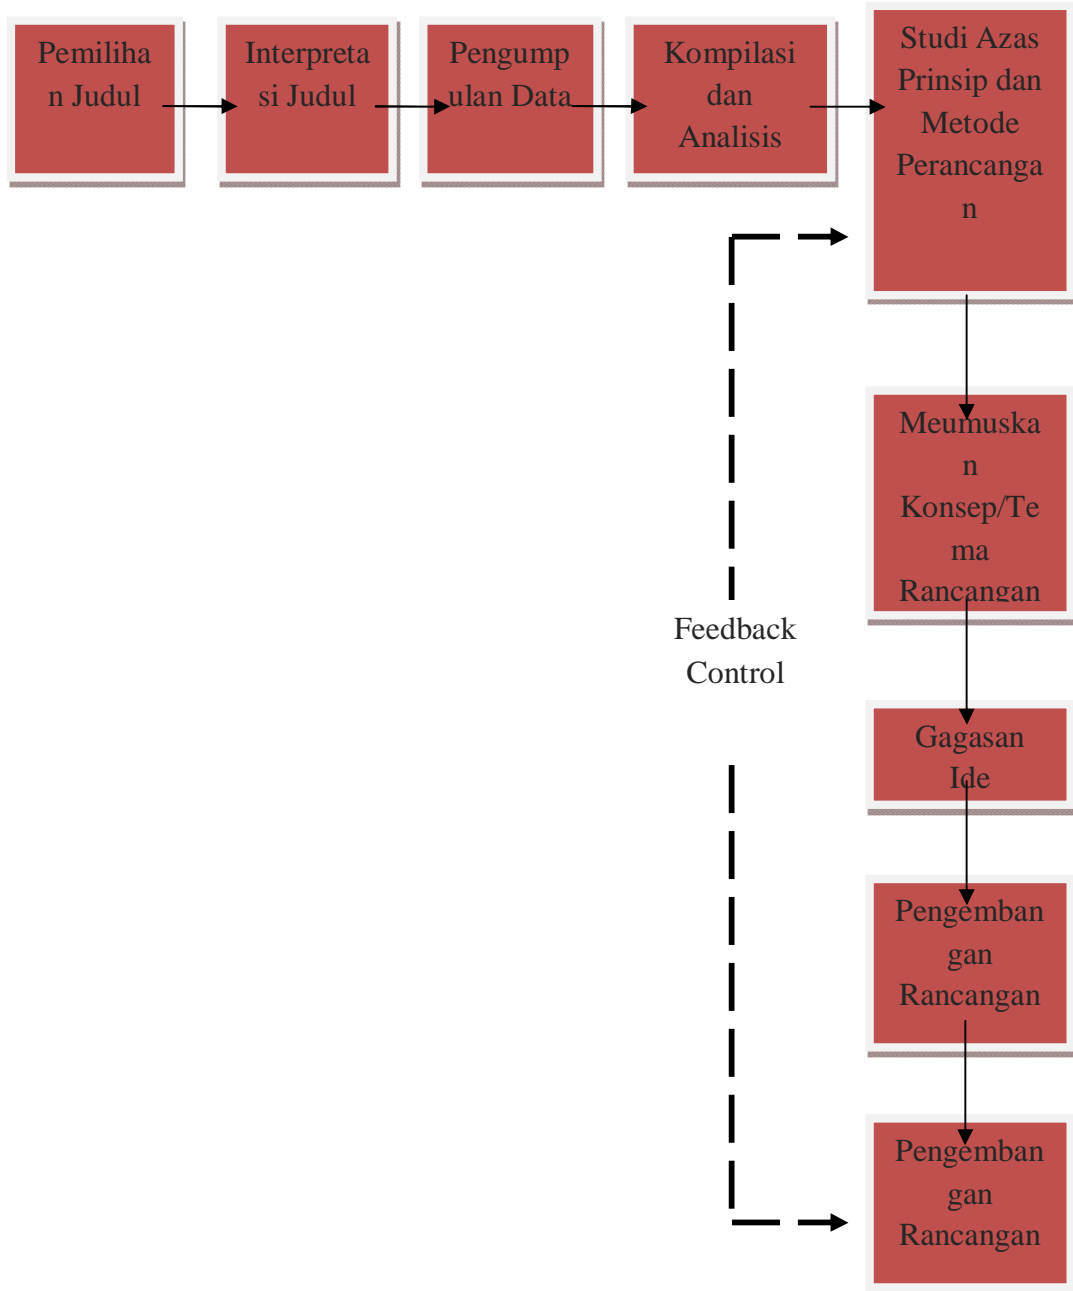 Pemiliha
n Judul
Interpreta
si Judul
Pengump
ulan Data
Kompilasi
dan
Analisis
Studi Azas
Prinsip dan
Metode
Perancanga
n
Meumuska
n
Konsep/Te
ma
Rancangan
Feedback
Control
Gagasan
Ide
Pengemban
gan
Rancangan
Pengemban
gan
Rancangan